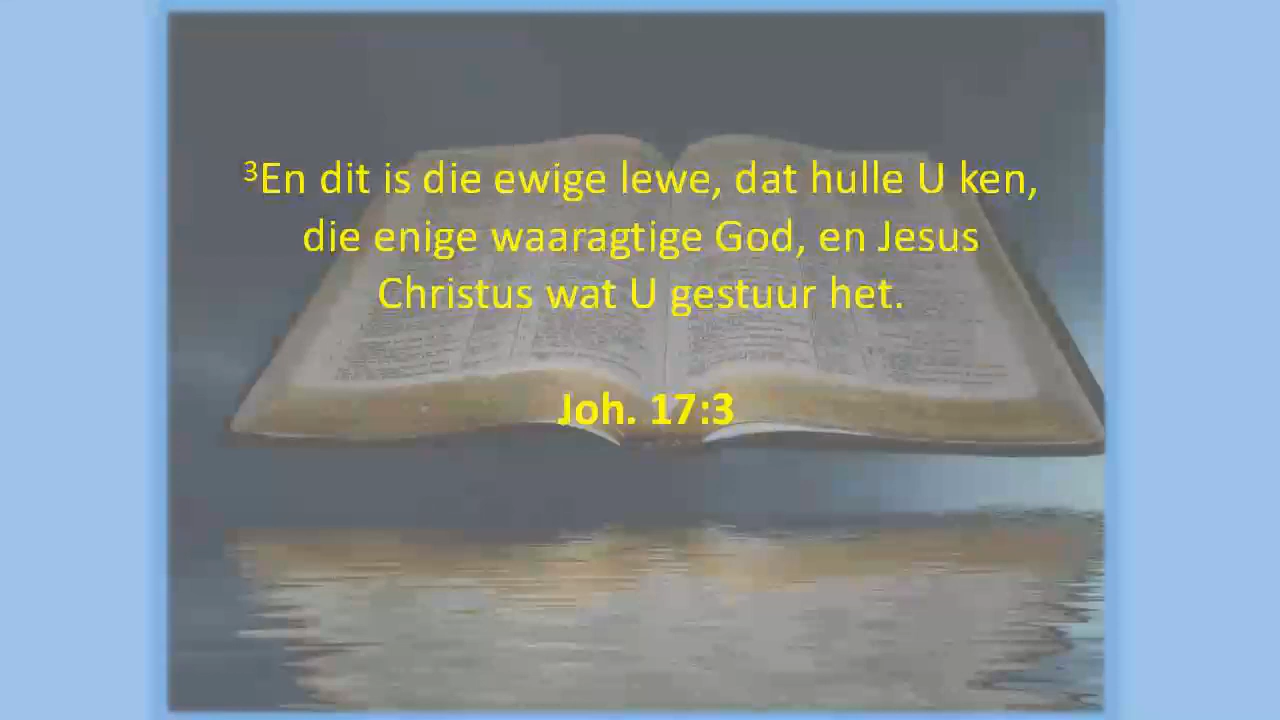 ³En dit is die ewige lewe, dat hulle U ken,
die enige waaragtige God, en Jesus
Christus wat U gestuur het.
Joh. 17:3